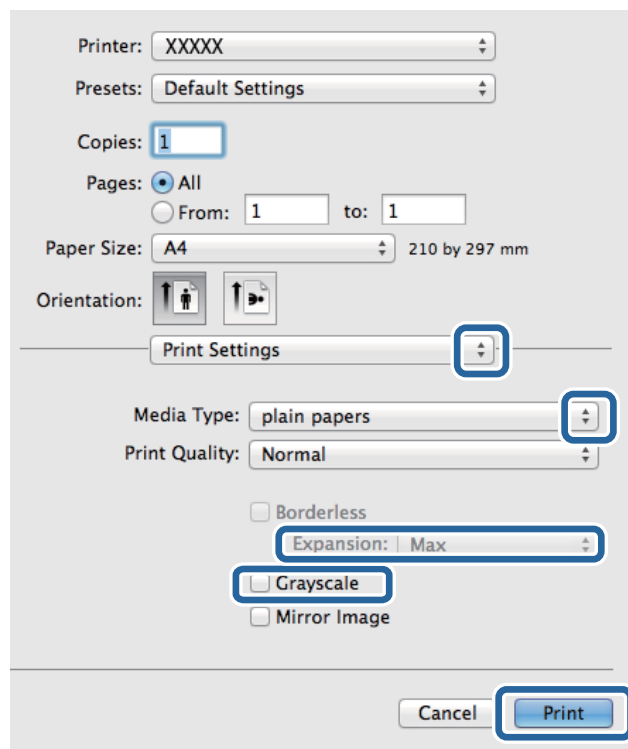 Printer: XXXXX
Presets: Default Settings
Copies: 1
Pages: All
From: 1 to: 1
Paper Size: A4 210 by 297 mm
Orientation:
Print Settings
Media Type: plain papers
Print Quality: Normal
Borderless
Expansion: Max
Grayscale
Mirror Image
Cancel Print